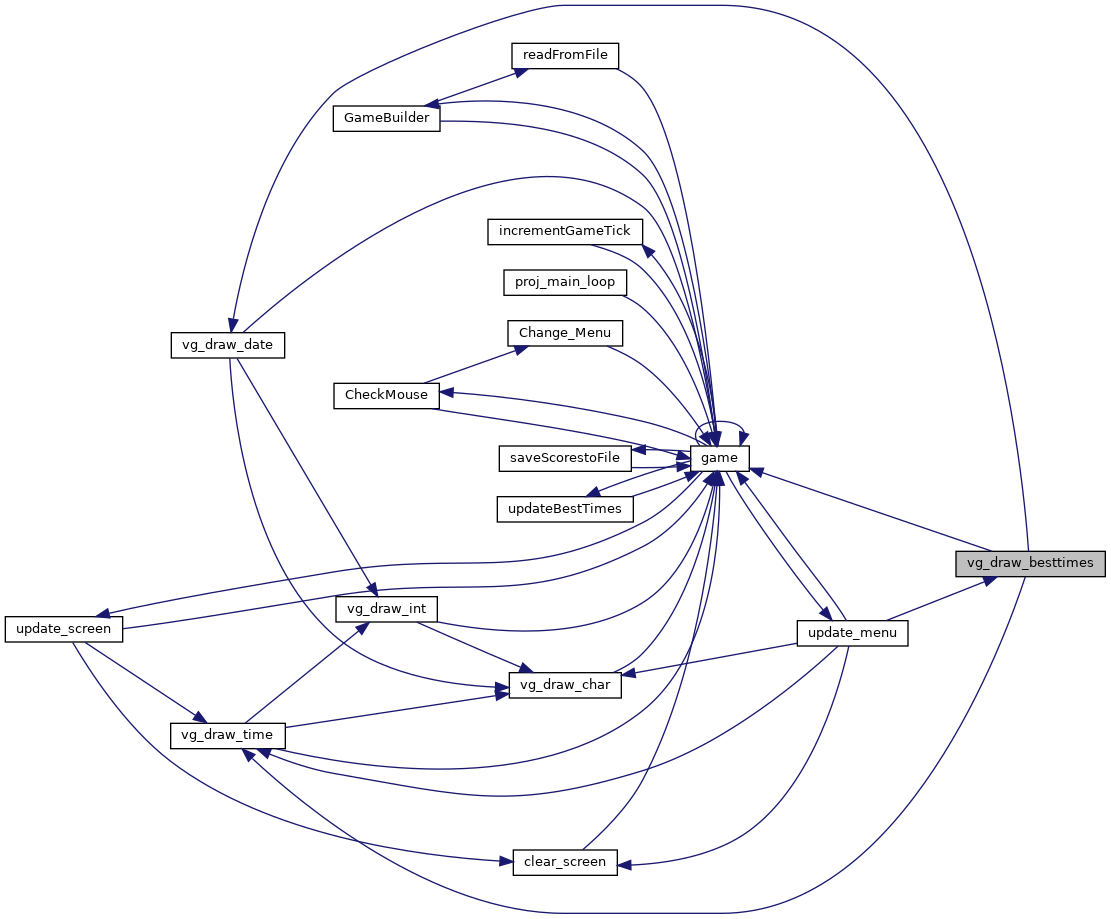 readFromFile
GameBuilder
incrementGameTick
proj_main_loop
Change_Menu
vg_draw_date
CheckMouse
game
saveScorestoFile
updateBestTimes
vg_draw_besttimes
vg_draw_int
update_screen
update_menu
vg_draw_char
vg_draw_time
clear_screen